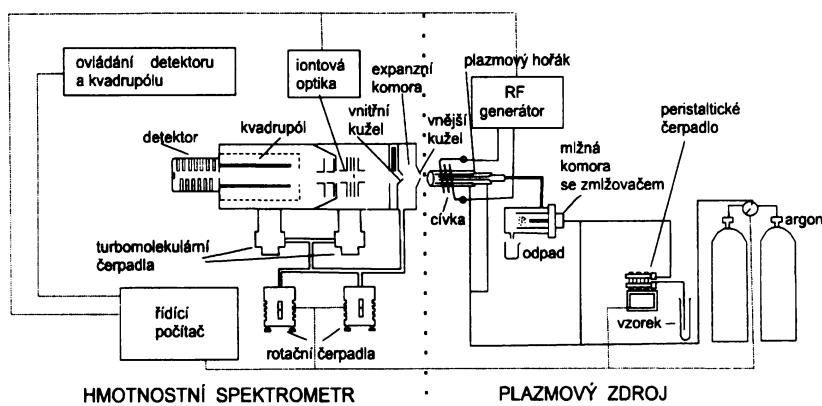 ovládání detektoru
a kvadrupólu
iontová
optika
expanzní
komora
plazmový hořák
RF
generátor
peristaltické
čerpadlo
vnitřní
kužel
vnější
kužel
kvadrupól
detektor
mlžná
komora
se zmlžovačem
cívka
odpad
argon
turbomolekulární
čerpadla
řídící
počítač
rotační čerpadla
vzorek
HMOTNOSTNÍ SPEKTROMETR
PLAZMOVÝ ZDROJ